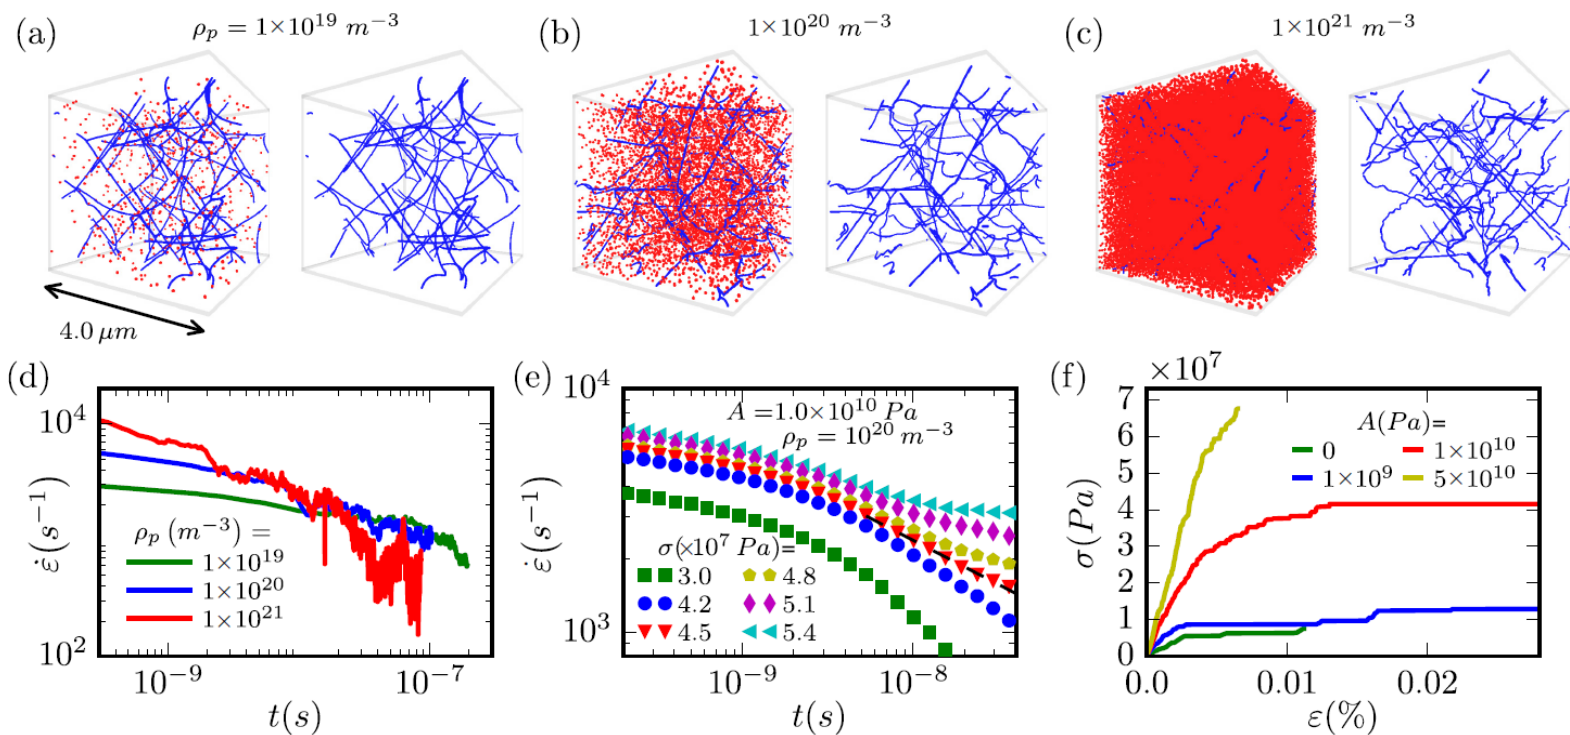 (a) ρp = 1×10^19 m^-3
(b) 1×10^20 m^-3
(c) 1×10^21 m^-3
4.0 μm
(d)
10^4
10^2
ε̇(s^-1)
ρp (m^-3) =
1×10^19
1×10^20
1×10^21
10^-9 10^-7
t(s)
(e)
10^4
10^3
ε̇(s^-1)
A =1.0×10^10 Pa
ρp = 10^20 m^-3
σ(×10^7 Pa)=
3.0 4.8
4.2 5.1
4.5 5.4
10^-9 10^-8
t(s)
(f)
×10^7
7
6
5
4
3
2
1
0
σ(Pa)
A(Pa)=
0 1×10^10
1×10^9 5×10^10
0.0 0.01 0.02
ε(%)